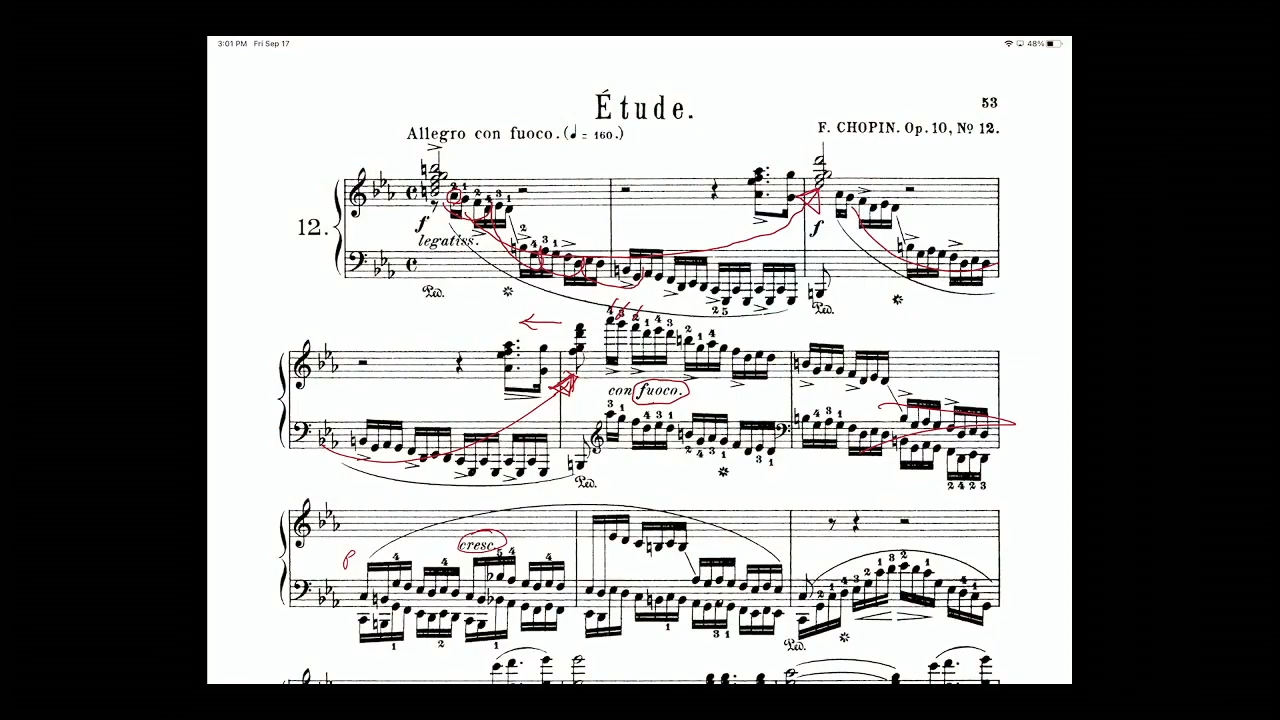 3:01 PM Fri Sep 17
48%
Étude.
53
Allegro con fuoco. (♩ = 160.)
F. CHOPIN. Op. 10, No 12.
12.
f
legatiss.
f
Ped.
Ped.
con fuoco.
Ped.
p
cresc.
Ped.